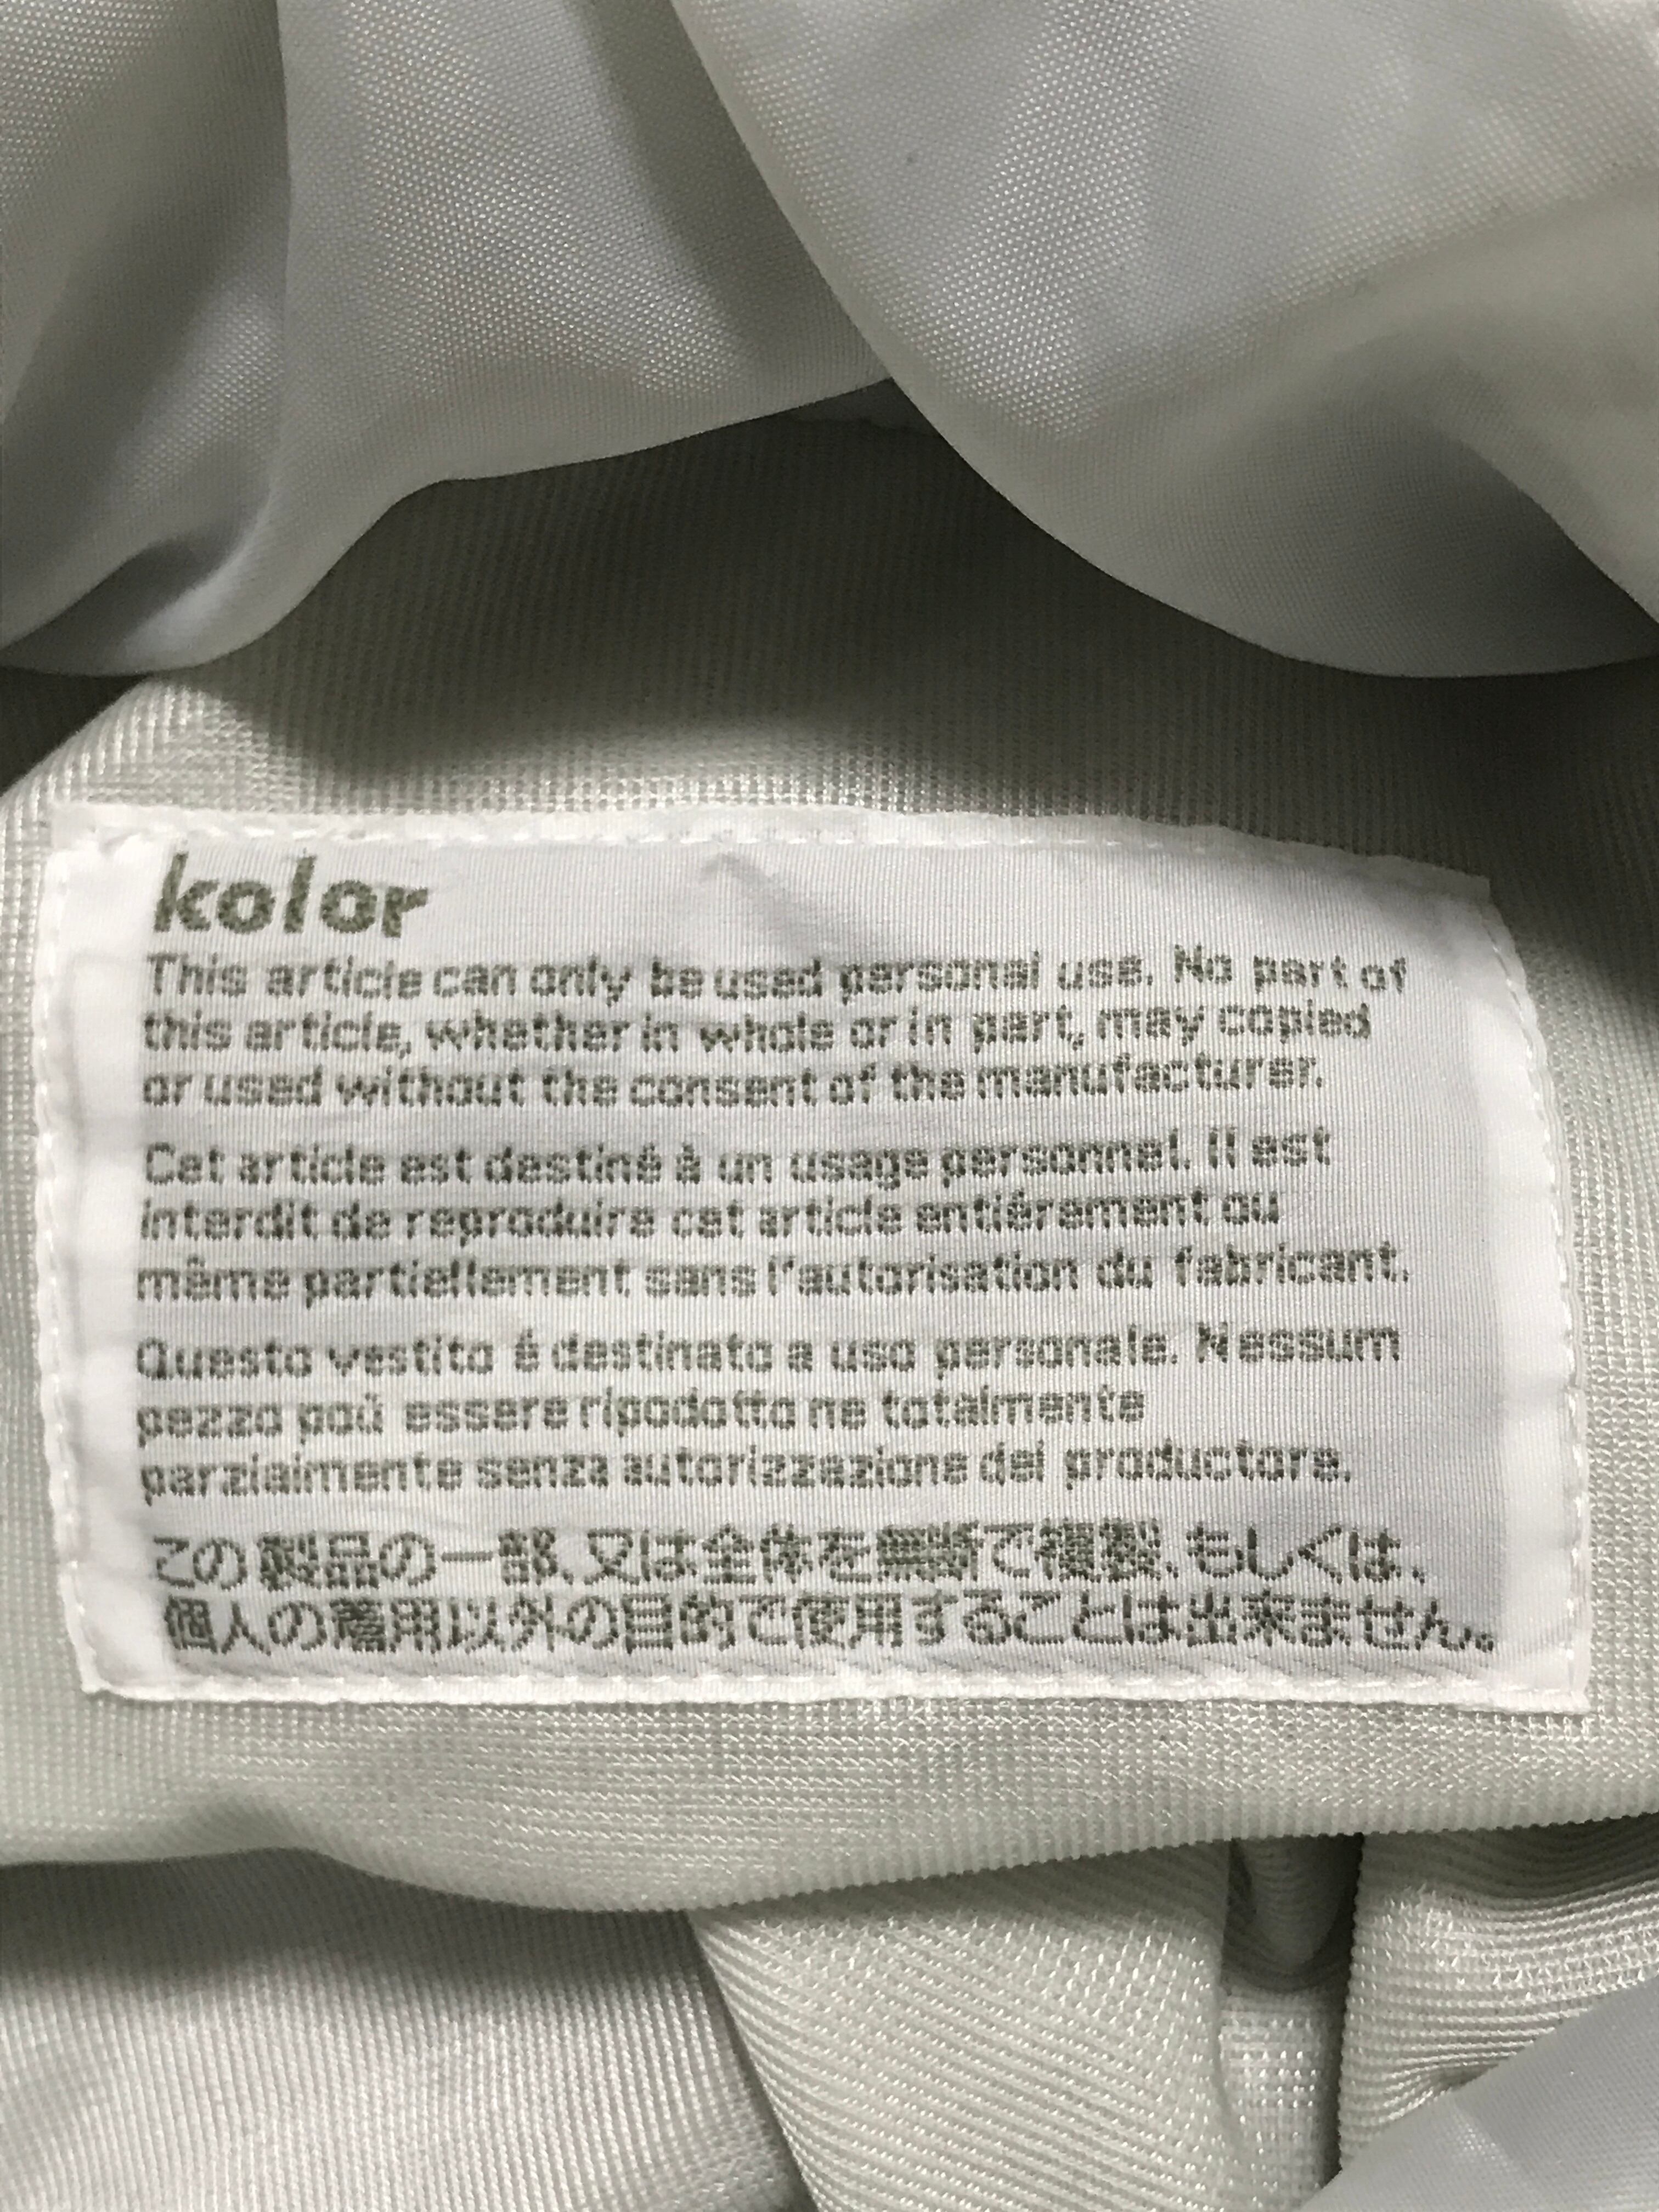 kolor
This article can only be used personal use. No part of
this article, whether in whole or in part, may copied
or used without the consent of the manufacturer.
Cet article est destiné à un usage personnel. Il est
interdit de reproduire cet article entiérement ou
même partiellement sans l'autorisation du fabricant.
Questo vestito é destinato a uso personale. Nessum
pezzo poú essere ripodotto ne totalmente
parzialmente senza autorizzazione del productore.
この製品の一部、又は全体を無断で複製、もしくは、
個人の着用以外の目的で使用することは出来ません。